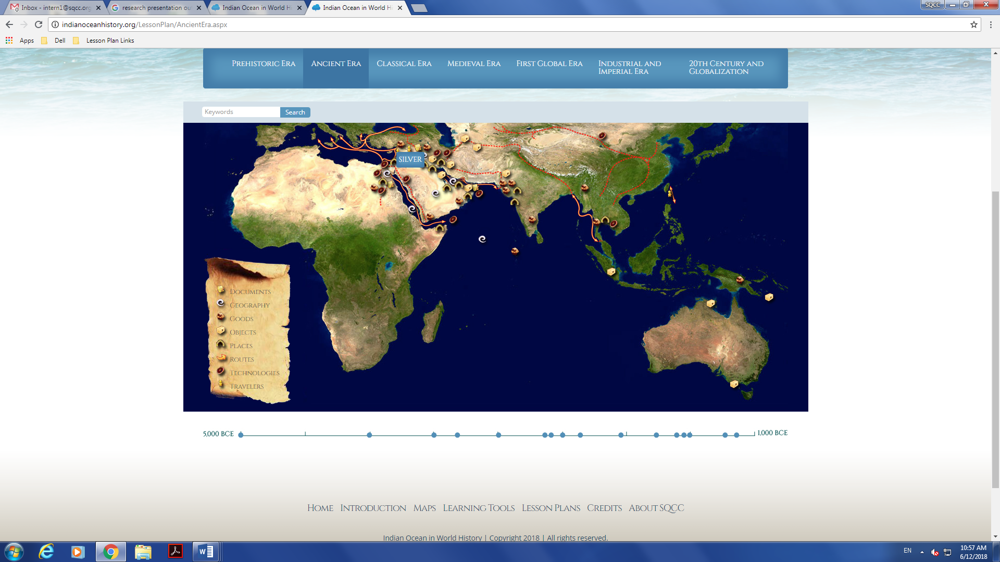 Inbox - intern1@sqcc.org
research presentation ou
Indian Ocean in World H
Indian Ocean in World Hi
SQCC
indianoceanhistory.org/LessonPlan/AncientEra.aspx
Apps
Dell
Lesson Plan Links
Prehistoric Era
Ancient Era
Classical Era
Medieval Era
First Global Era
Industrial and
Imperial Era
20th Century and
Globalization
Keywords
Search
SILVER
Documents
Geography
Goods
Objects
Places
Routes
Technologies
Travelers
5,000 BCE
1,000 BCE
Home
Introduction
Maps
Learning Tools
Lesson Plans
Credits
About SQCC
Indian Ocean in World History | Copyright 2018 | All rights reserved.
EN
10:57 AM
6/12/2018